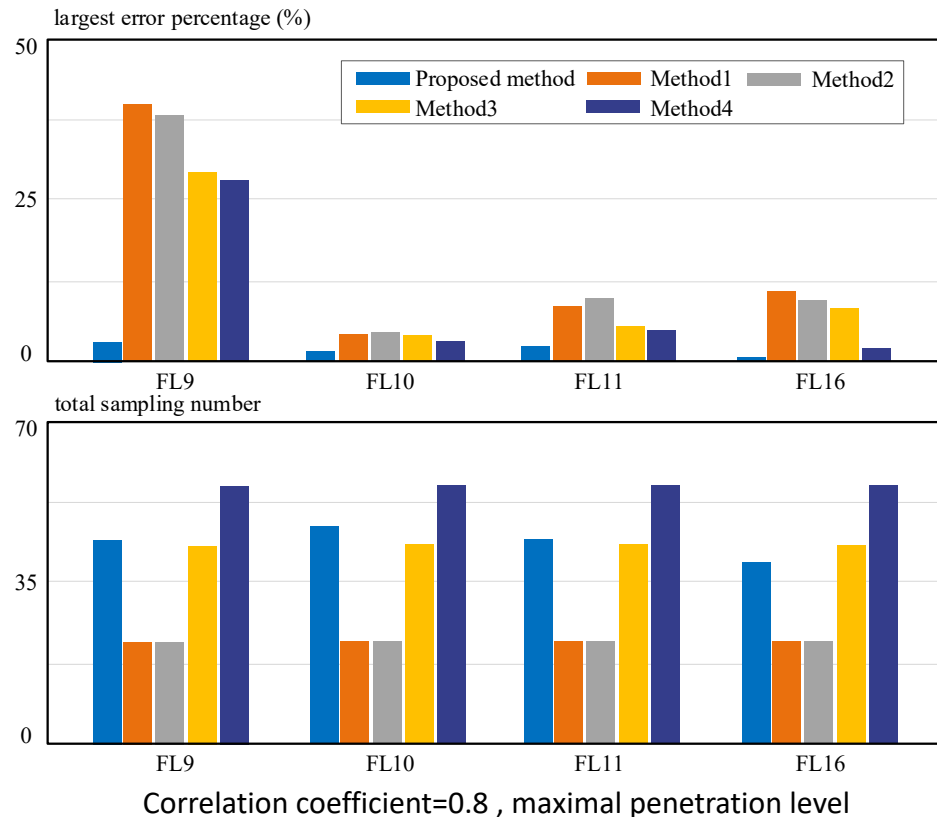 largest error percentage (%)
50
Proposed method Method1 Method2
Method3 Method4
25
0
FL9 FL10 FL11 FL16
total sampling number
70
35
0
FL9 FL10 FL11 FL16
Correlation coefficient=0.8 , maximal penetration level